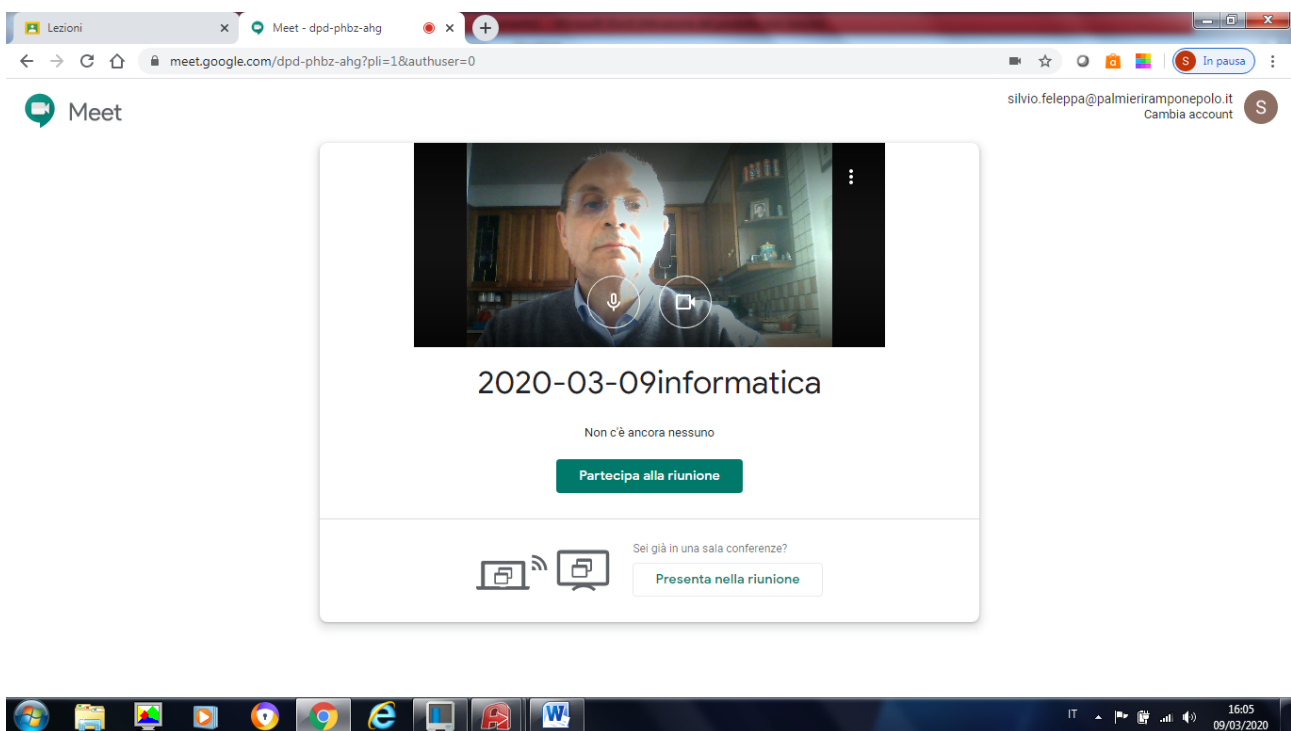 Lezioni
Meet - dpd-phbz-ahg
meet.google.com/dpd-phbz-ahg?pli=1&authuser=0
S In pausa
Meet
silvio.feleppa@palmieriramponepolo.it
Cambia account
S
2020-03-09informatica
Non c'è ancora nessuno
Partecipa alla riunione
Sei già in una sala conferenze?
Presenta nella riunione
IT
16:05
09/03/2020